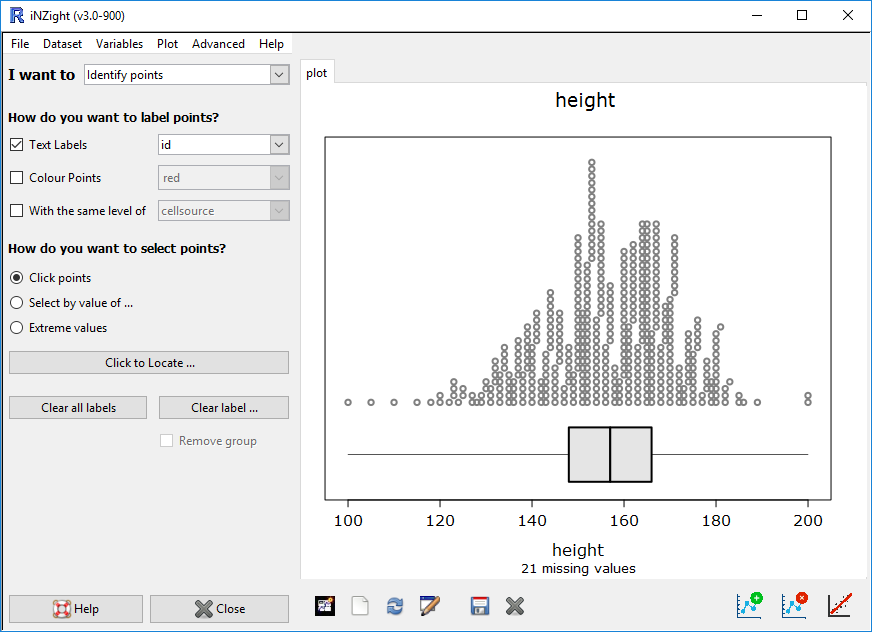 iNZight (v3.0-900)
File Dataset Variables Plot Advanced Help
I want to Identify points
How do you want to label points?
Text Labels id
Colour Points red
With the same level of cellsource
How do you want to select points?
Click points
Select by value of ...
Extreme values
Click to Locate ...
Clear all labels Clear label ...
Remove group
Help Close
plot
height
100 120 140 160 180 200
height
21 missing values